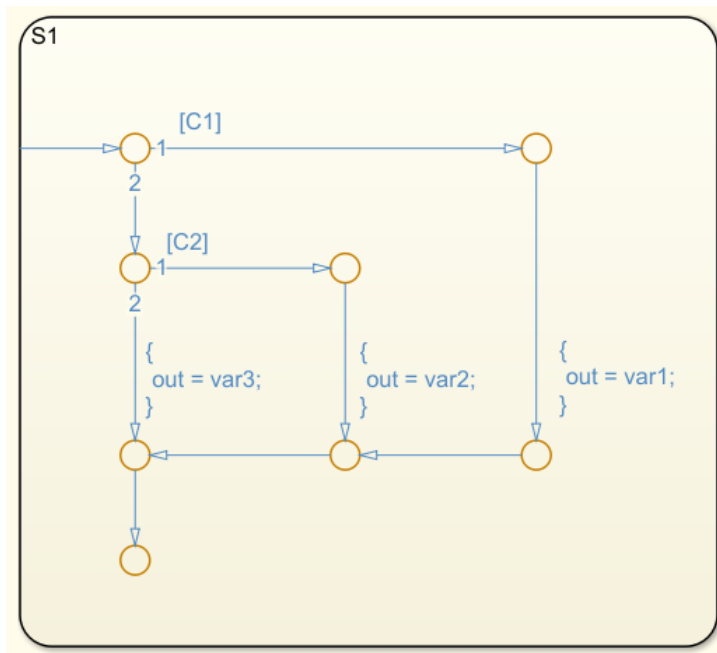 S1
[C1]
1
2
[C2]
1
2
{
out = var3;
}
{
out = var2;
}
{
out = var1;
}